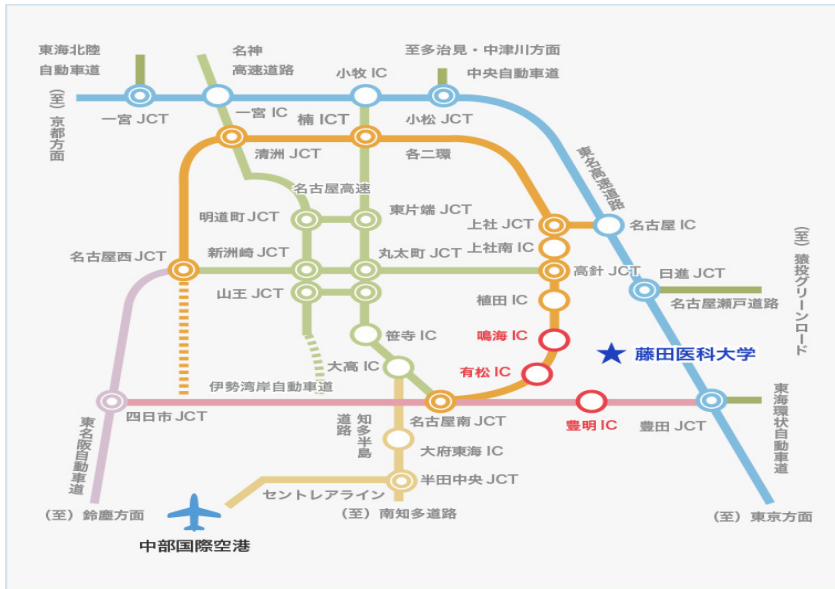 東海北陸
自動車道
名神
高速道路
小牧 IC
至多治見・中津川方面
中央自動車道
(至) 京都方面
一宮 JCT
一宮 IC
楠 ICT
小松 JCT
清洲 JCT
各二環
東名高速道路
名古屋高速
明道町 JCT
東片端 JCT
上社 JCT
名古屋 IC
上社南 IC
(至) 猿投グリーンロード
名古屋西 JCT
新洲崎 JCT
丸太町 JCT
高針 JCT
日進 JCT
山王 JCT
植田 IC
名古屋瀬戸道路
笹寺 IC
鳴海 IC
藤田医科大学
大高 IC
有松 IC
伊勢湾岸自動車道
四日市 JCT
知多半島
道路
名古屋南 JCT
豊明 IC
豊田 JCT
東海環状自動車道
東名阪自動車道
大府東海 IC
半田中央 JCT
セントレアライン
(至) 鈴鹿方面
(至) 南知多道路
(至) 東京方面
中部国際空港